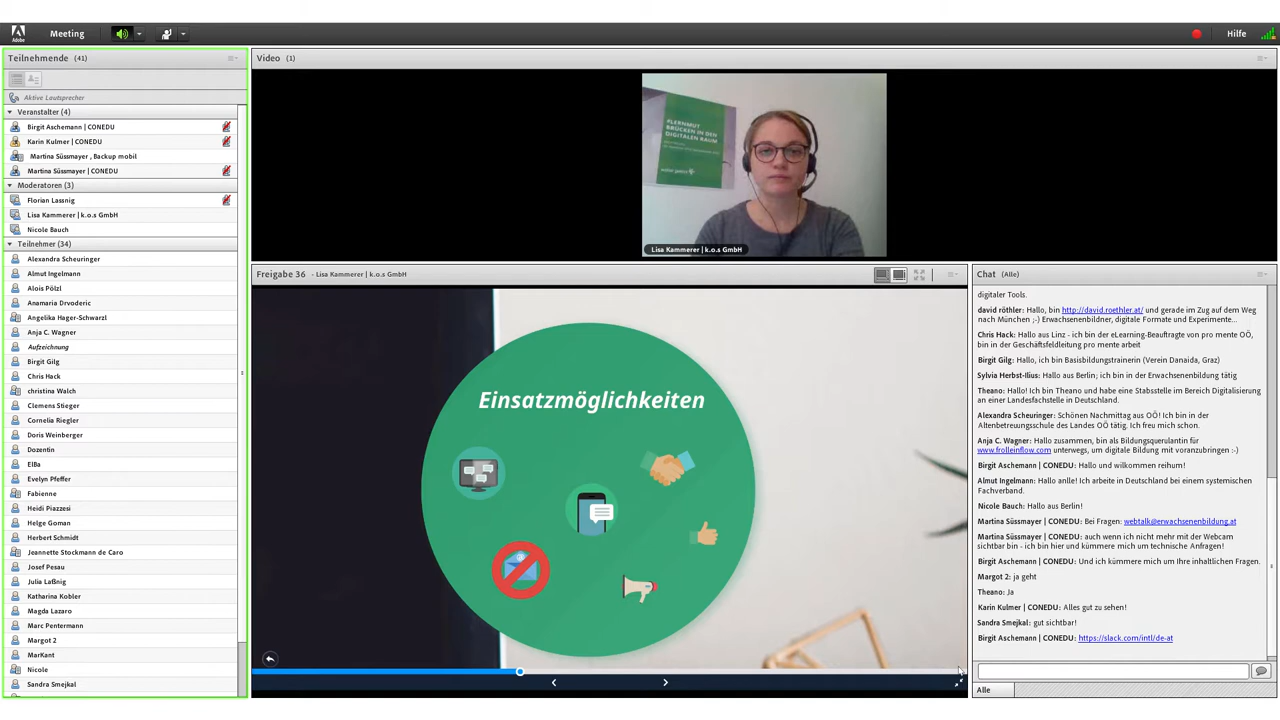 Adobe
Meeting
Hilfe
Teilnehmende (41)
Aktive Lautsprecher
Veranstalter (4)
Birgit Aschemann | CONEDU
Karin Kulmer | CONEDU
Martina Süssmayer , Backup mobil
Martina Süssmayer | CONEDU
Moderatoren (3)
Florian Lassnig
Lisa Kammerer | k.o.s GmbH
Nicole Bauch
Teilnehmer (34)
Alexandra Scheuringer
Almut Ingelmann
Alois Pölzl
Anamaria Drvoderic
Angelika Hager-Schwarzl
Anja C. Wagner
Aufzeichnung
Birgit Gilg
Chris Hack
christina Walch
Clemens Stieger
Cornelia Riegler
Doris Weinberger
Dozentin
ElBa
Evelyn Pfeffer
Fabienne
Heidi Piazzesi
Helge Goman
Herbert Schmidt
Jeannette Stockmann de Caro
Josef Pesau
Julia Laßnig
Katharina Kobler
Magda Lazaro
Marc Pentermann
Margot 2
MarKant
Nicole
Sandra Smejkal
Video (1)
#LERNMUT
BRÜCKEN IN DEN
DIGITALEN RAUM
Lisa Kammerer | k.o.s GmbH
Freigabe 36 - Lisa Kammerer | k.o.s GmbH
Einsatzmöglichkeiten
Chat (Alle)
digitaler Tools.
david röthler: Hallo, bin http://david.roethler.at/ und gerade im Zug auf dem Weg
nach München ;-) Erwachsenenbildner, digitale Formate und Experimente...
Chris Hack: Hallo aus Linz - ich bin der eLearning-Beauftragte von pro mente OÖ,
bin in der Geschäftsfeldleitung pro mente arbeit
Birgit Gilg: Hallo, ich bin Basisbildungstrainerin (Verein Danaida, Graz)
Sylvia Herbst-Ilius: Hallo aus Berlin; ich bin in der Erwachsenenbildung tätig
Theano: Hallo! Ich bin Theano und habe eine Stabsstelle im Bereich Digitalisierung
an einer Landesfachstelle in Deutschland.
Alexandra Scheuringer: Schönen Nachmittag aus OÖ! Ich bin in der
Altenbetreuungsschule des Landes OÖ tätig. Ich freu mich schon.
Anja C. Wagner: Hallo zusammen, bin als Bildungsquerulantin für
www.frolleinflow.com unterwegs, um digitale Bildung mit voranzubringen :-)
Birgit Aschemann | CONEDU: Hallo und wilkommen reihum!
Almut Ingelmann: Hallo anlle! Ich arbeite in Deutschland bei einem systemischen
Fachverband.
Nicole Bauch: Hallo aus Berlin!
Martina Süssmayer | CONEDU: Bei Fragen: webtalk@erwachsenenbildung.at
Martina Süssmayer | CONEDU: auch wenn ich nicht mehr mit der Webcam
sichtbar bin - ich bin hier und kümmere mich um technische Anfragen!
Birgit Aschemann | CONEDU: Und ich kümmere mich um Ihre inhaltlichen Fragen.
Margot 2: ja geht
Theano: Ja
Karin Kulmer | CONEDU: Alles gut zu sehen!
Sandra Smejkal: gut sichtbar!
Birgit Aschemann | CONEDU: https://slack.com/intl/de-at
Alle